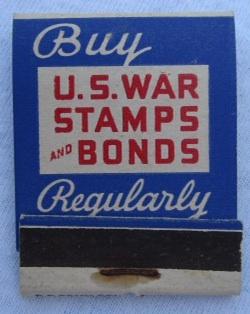 Buy
U.S. WAR
STAMPS
AND BONDS
Regularly